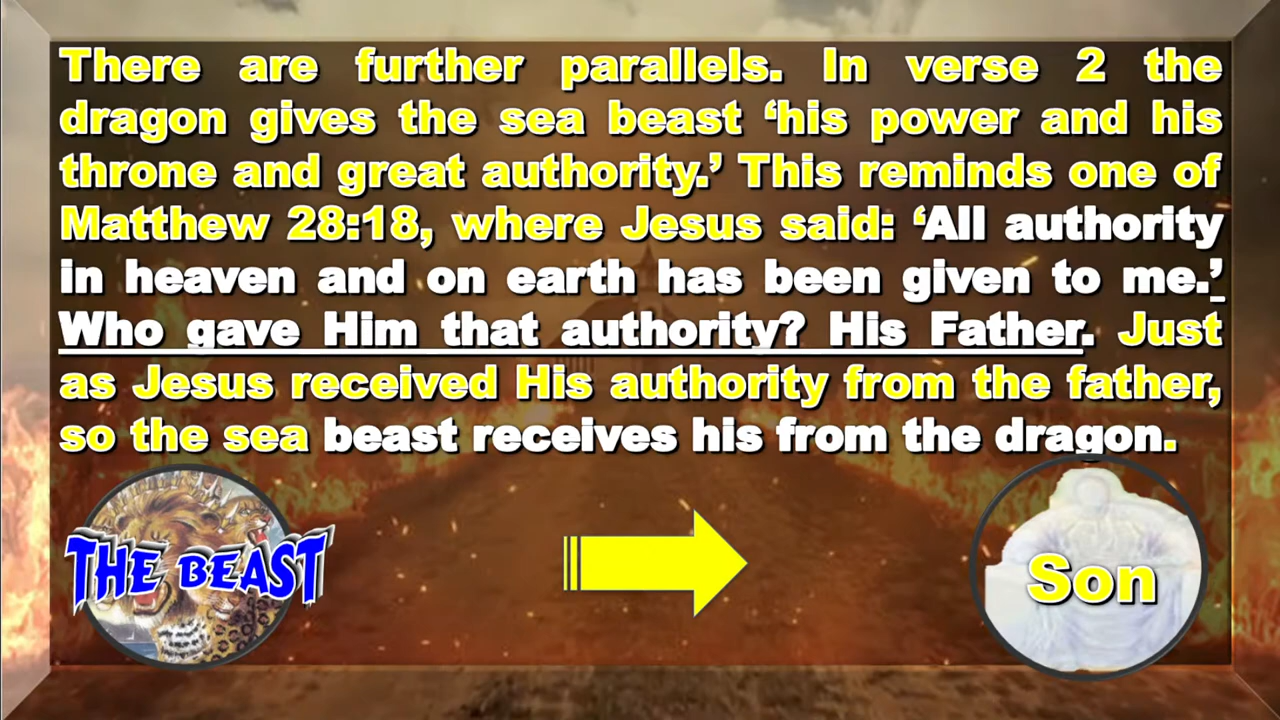 There are further parallels. In verse 2 the
dragon gives the sea beast ‘his power and his
throne and great authority.’ This reminds one of
Matthew 28:18, where Jesus said: ‘All authority
in heaven and on earth has been given to me.’
Who gave Him that authority? His Father. Just
as Jesus received His authority from the father,
so the sea beast receives his from the dragon.
THE BEAST
Son